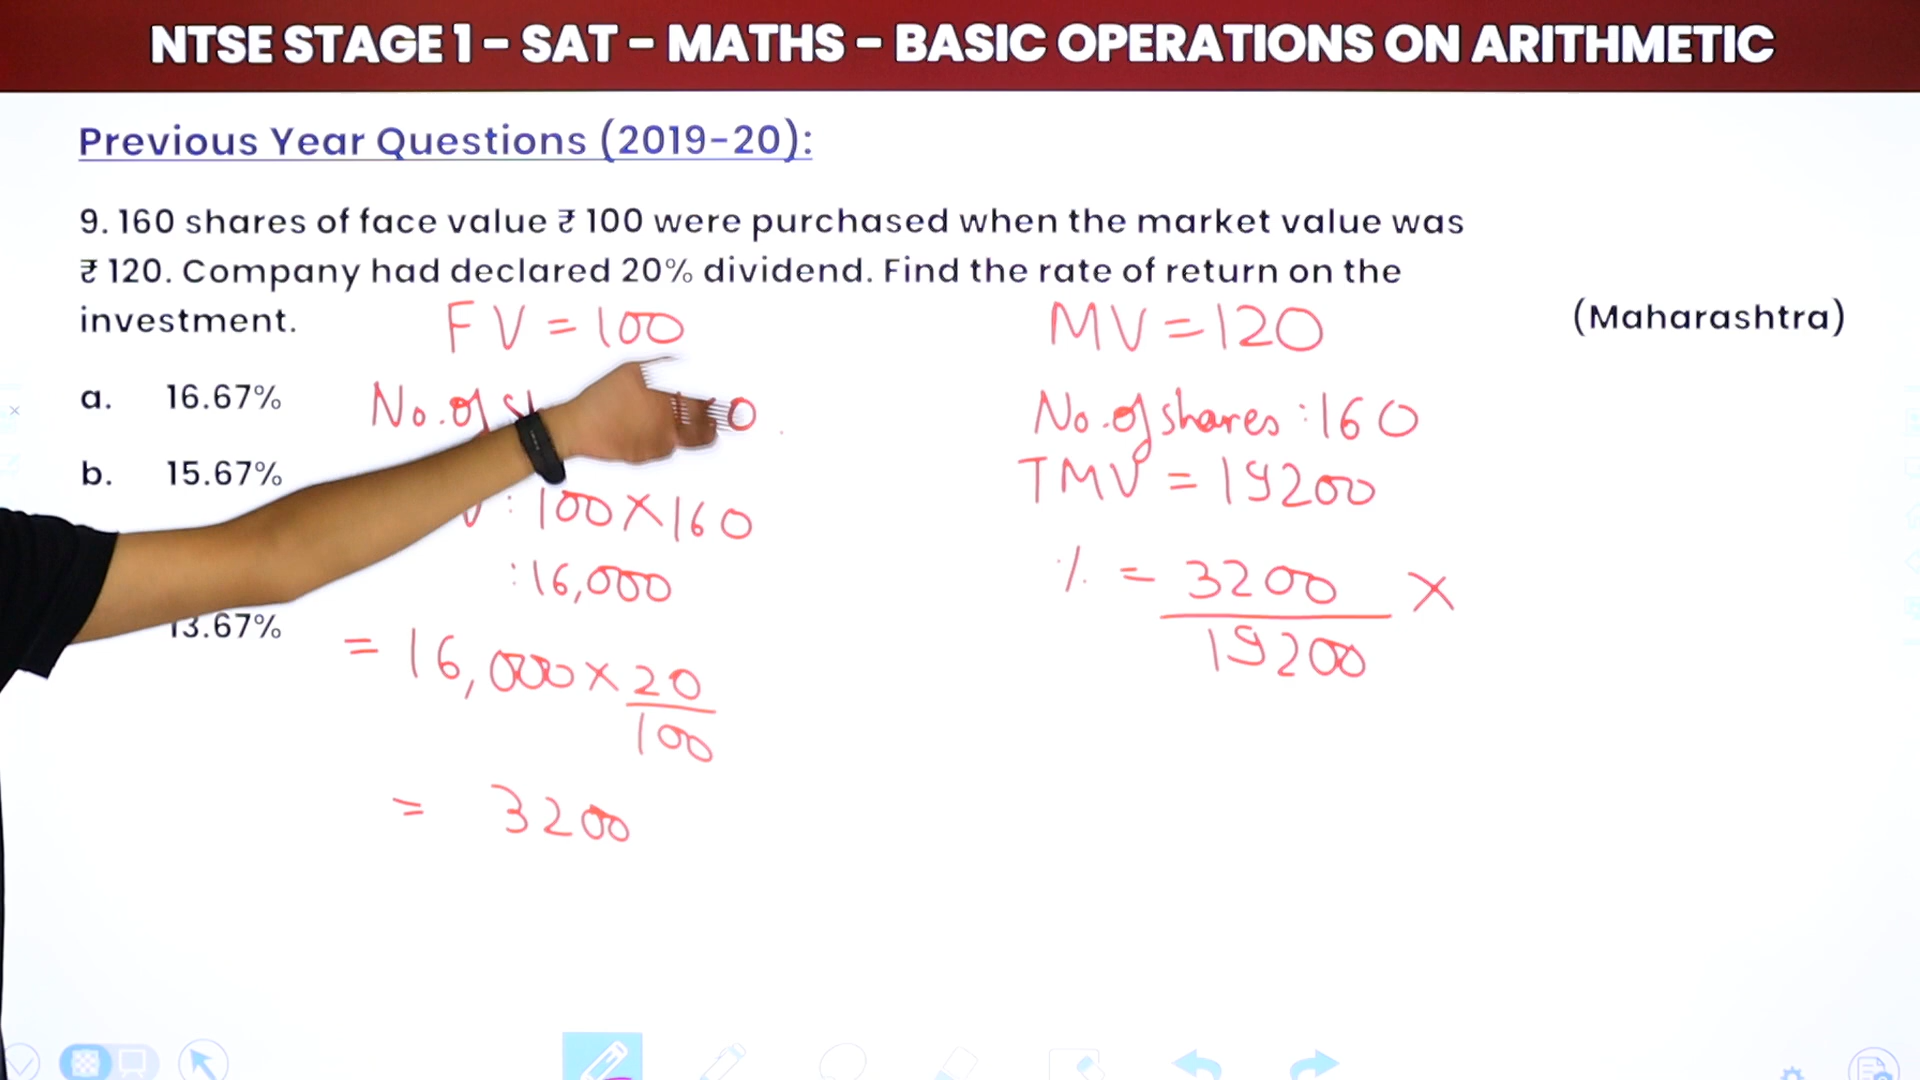 NTSE STAGE 1 – SAT – MATHS – BASIC OPERATIONS ON ARITHMETIC
Previous Year Questions (2019-20):
9. 160 shares of face value ₹ 100 were purchased when the market value was
₹ 120. Company had declared 20% dividend. Find the rate of return on the
investment.
(Maharashtra)
a. 16.67%
b. 15.67%
13.67%
FV = 100
No. of
: 100 × 160
: 16,000
= 16,000 × 20/100
= 3200
MV = 120
No. of shares : 160
TMV = 19200
% = 3200/19200 ×